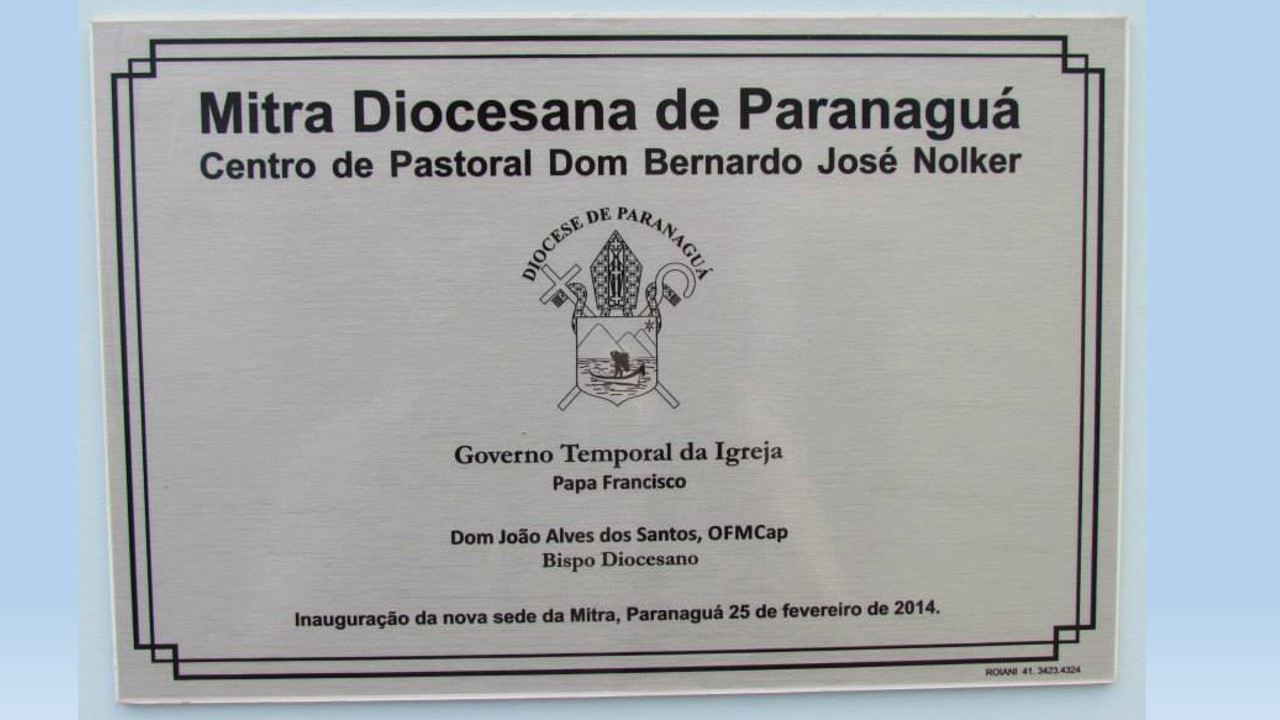 Mitra Diocesana de Paranaguá
Centro de Pastoral Dom Bernardo José Nolker
DIOCESE DE PARANAGUÁ
Governo Temporal da Igreja
Papa Francisco
Dom João Alves dos Santos, OFMCap
Bispo Diocesano
Inauguração da nova sede da Mitra, Paranaguá 25 de fevereiro de 2014.
ROIANI 41. 3423.4324